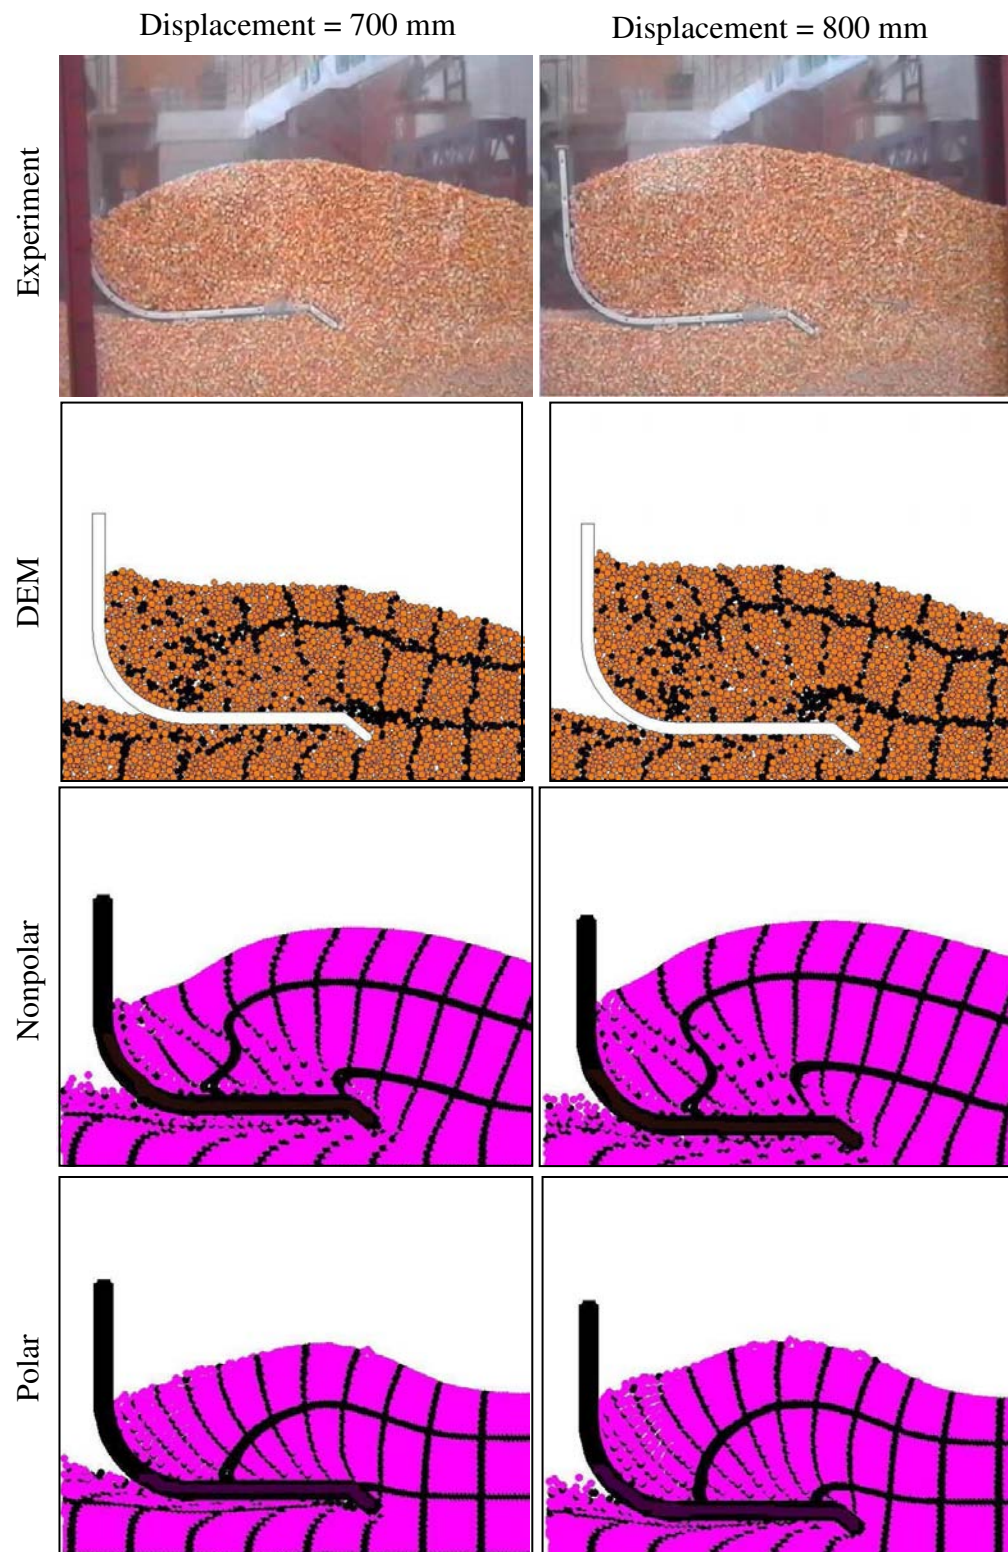 Displacement = 700 mm
Displacement = 800 mm
Experiment
DEM
Nonpolar
Polar